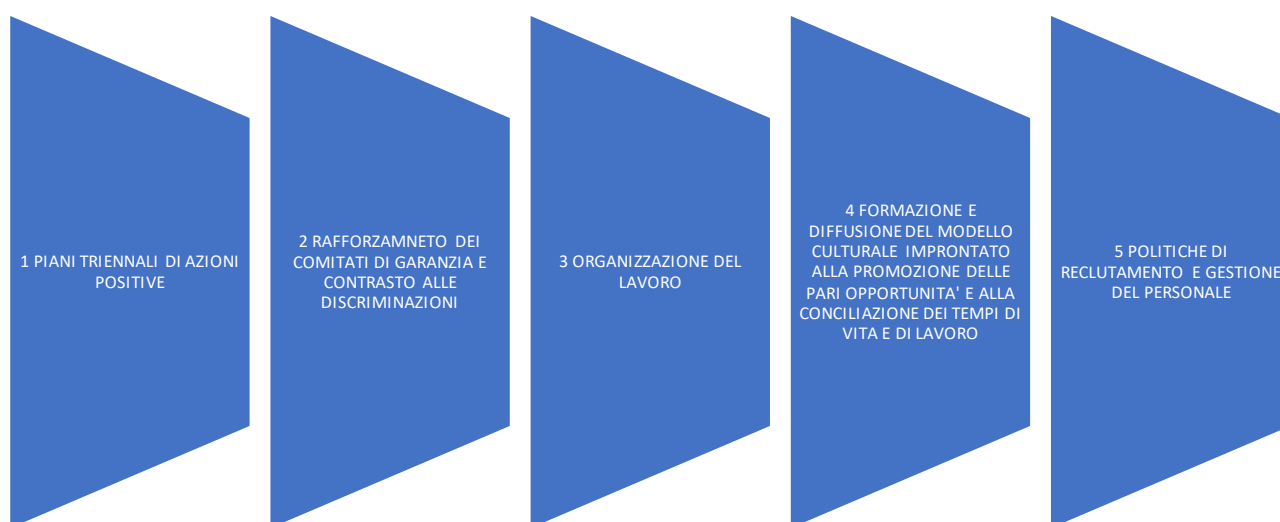 1 PIANI TRIENNALI DI AZIONI
POSITIVE
2 RAFFORZAMNETO DEI
COMITATI DI GARANZIA E
CONTRASTO ALLE
DISCRIMINAZIONI
3 ORGANIZZAZIONE DEL
LAVORO
4 FORMAZIONE E
DIFFUSIONE DEL MODELLO
CULTURALE IMPRONTATO
ALLA PROMOZIONE DELLE
PARI OPPORTUNITA' E ALLA
CONCILIAZIONE DEI TEMPI DI
VITA E DI LAVORO
5 POLITICHE DI
RECLUTAMENTO E GESTIONE
DEL PERSONALE